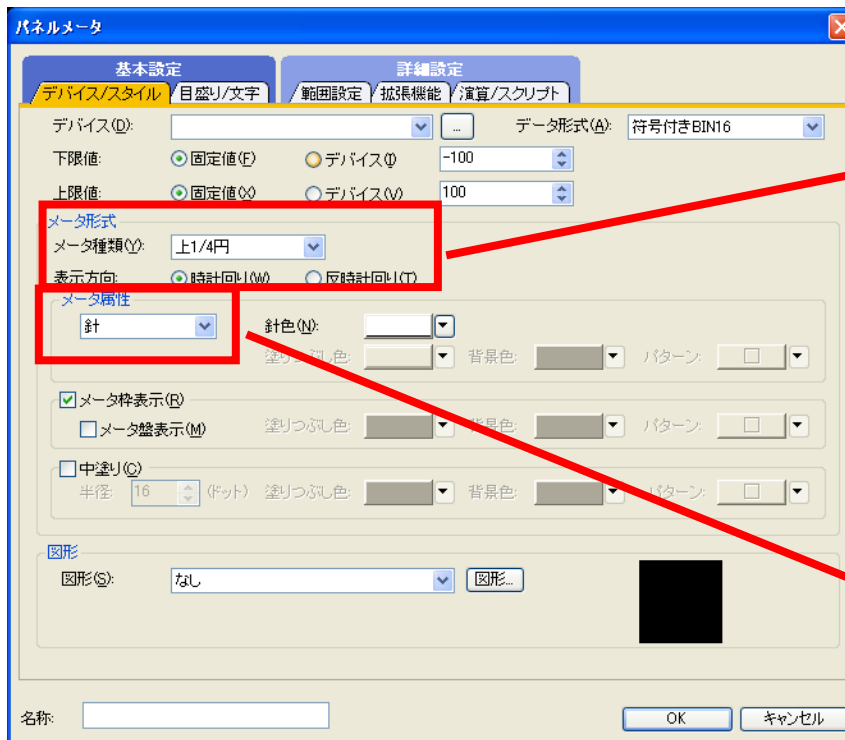 パネルメータ
基本設定 詳細設定
デバイス/スタイル 目盛り/文字 範囲設定 拡張機能 演算/スクリプト
デバイス(D): ... データ形式(A): 符号付きBIN16
下限値: 固定値(F) デバイス(I) -100
上限値: 固定値(X) デバイス(V) 100
メータ形式
メータ種類(Y): 上1/4円
表示方向: 時計回り(W) 反時計回り(T)
メータ属性
針 針色(N):
塗りつぶし色: 背景色: パターン:
メータ枠表示(R)
メータ盤表示(M) 塗りつぶし色: 背景色: パターン:
中塗り(C)
半径: 16 (ドット) 塗りつぶし色: 背景色: パターン:
図形
図形(S): なし 図形...
名称: OK キャンセル